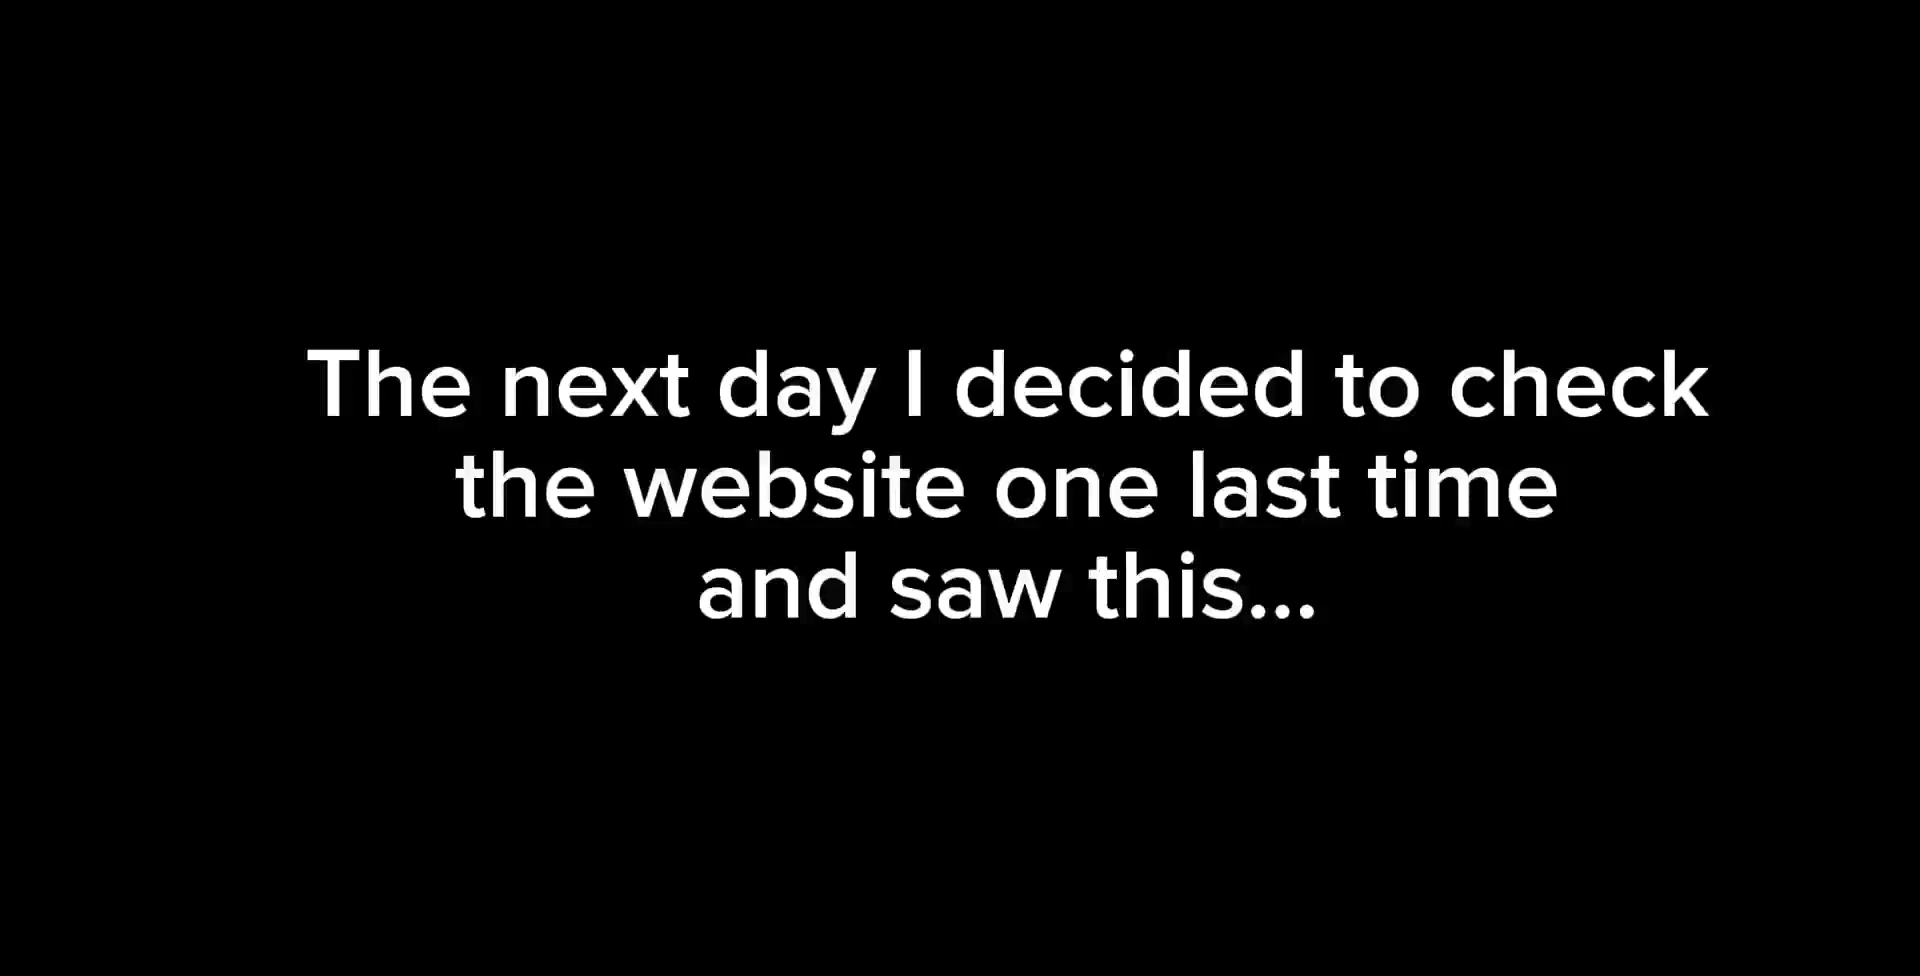 The next day I decided to check
the website one last time
and saw this...